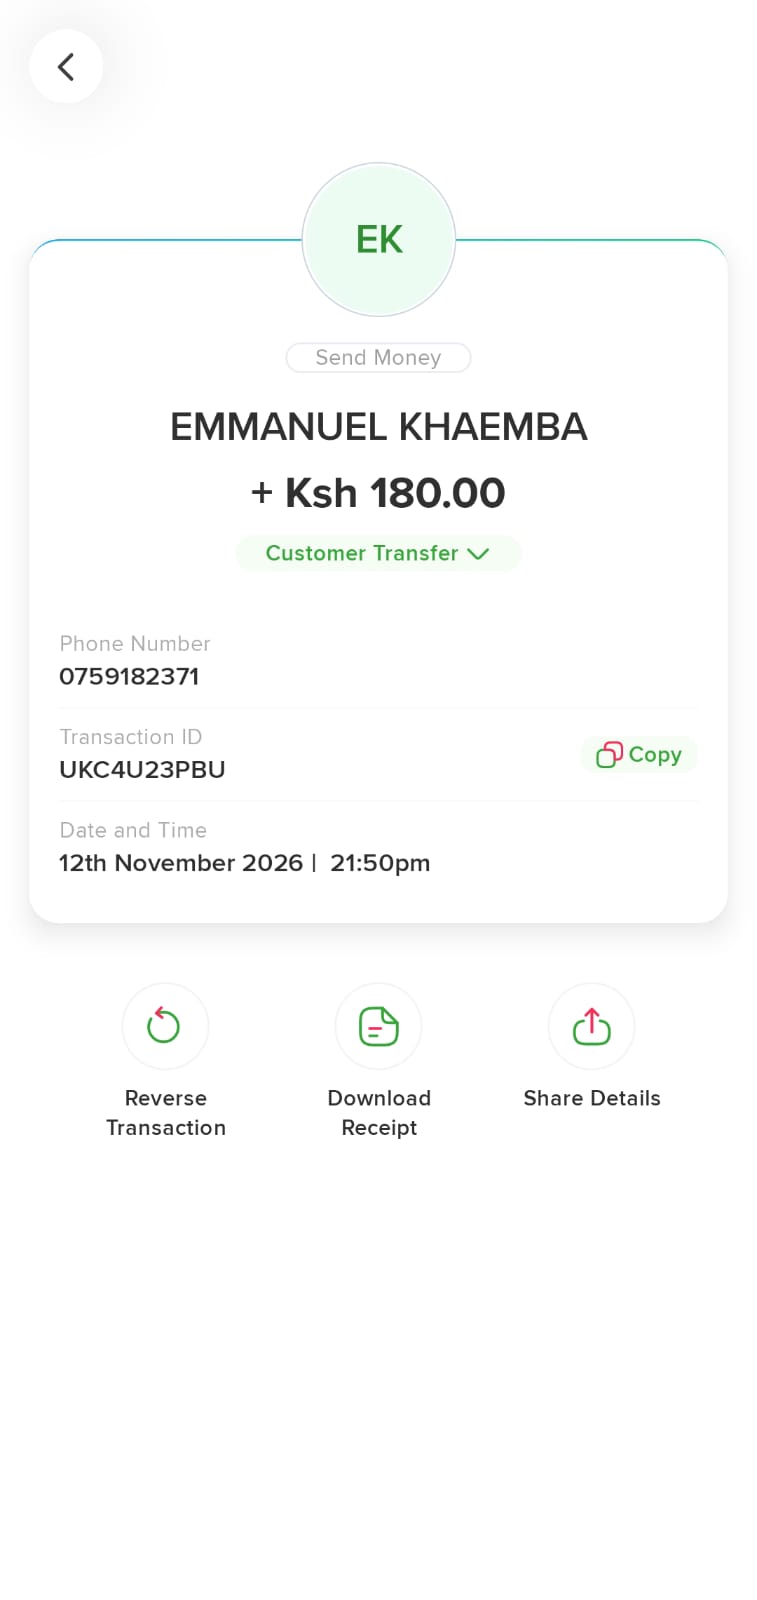 EK
Send Money
EMMANUEL KHAEMBA
+ Ksh 180.00
Customer Transfer
Phone Number
0759182371
Transaction ID
UKC4U23PBU
Copy
Date and Time
12th November 2026 | 21:50pm
Reverse
Transaction
Download
Receipt
Share Details